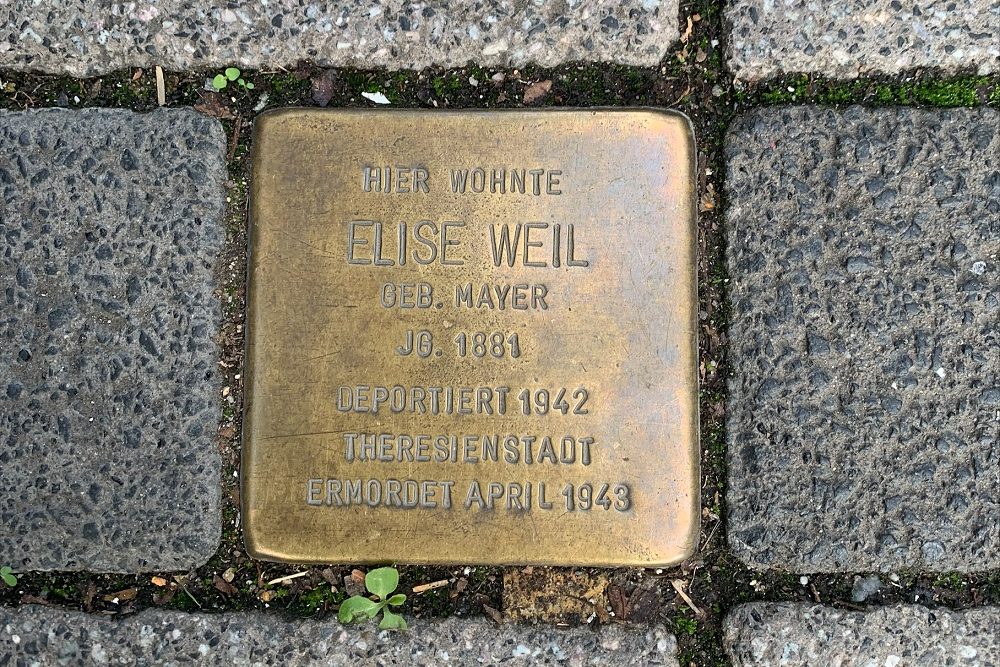 HIER WOHNTE
ELISE WEIL
GEB. MAYER
JG. 1881
DEPORTIERT 1942
THERESIENSTADT
ERMORDET APRIL 1943